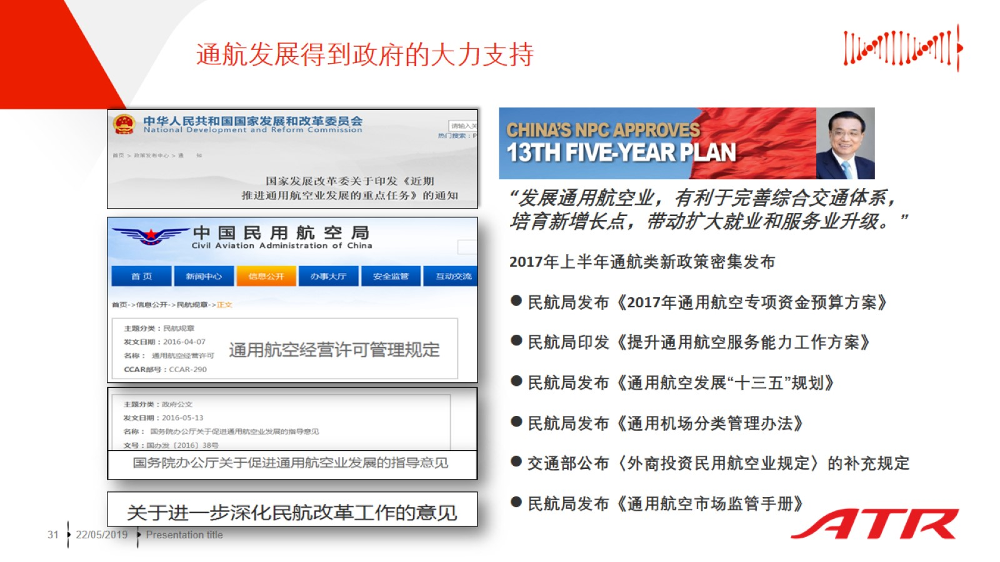 通航发展得到政府的大力支持
中华人民共和国国家发展和改革委员会
National Development and Reform Commission
请输入关
热门搜索：P
首页 > 政策发布中心 > 通 知
国家发展改革委关于印发《近期
推进通用航空业发展的重点任务》的通知
中国民用航空局
Civil Aviation Administration of China
首页 新闻中心 信息公开 办事大厅 安全监管 互动交流
首页->信息公开->民航规章->正文
主题分类：民航规章
发文日期：2016-04-07
名称： 通用航空经营许可
CCAR部号：CCAR-290
通用航空经营许可管理规定
主题分类：政府公文
发文日期：2016-05-13
名称： 国务院办公厅关于促进通用航空业发展的指导意见
文号：国办发〔2016〕38号
国务院办公厅关于促进通用航空业发展的指导意见
关于进一步深化民航改革工作的意见
CHINA'S NPC APPROVES
13TH FIVE-YEAR PLAN
“发展通用航空业，有利于完善综合交通体系，
培育新增长点，带动扩大就业和服务业升级。”
2017年上半年通航类新政策密集发布
● 民航局发布《2017年通用航空专项资金预算方案》
● 民航局印发《提升通用航空服务能力工作方案》
● 民航局发布《通用航空发展“十三五”规划》
● 民航局发布《通用机场分类管理办法》
● 交通部公布〈外商投资民用航空业规定〉的补充规定
● 民航局发布《通用航空市场监管手册》
31 22/05/2019 Presentation title
ATR